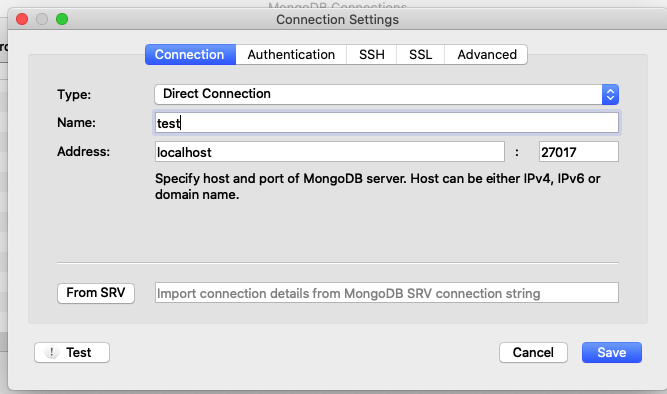 MongoDB Connections
Connection Settings
Connection Authentication SSH SSL Advanced
Type: Direct Connection
Name: test
Address: localhost : 27017
Specify host and port of MongoDB server. Host can be either IPv4, IPv6 or
domain name.
From SRV Import connection details from MongoDB SRV connection string
! Test Cancel Save